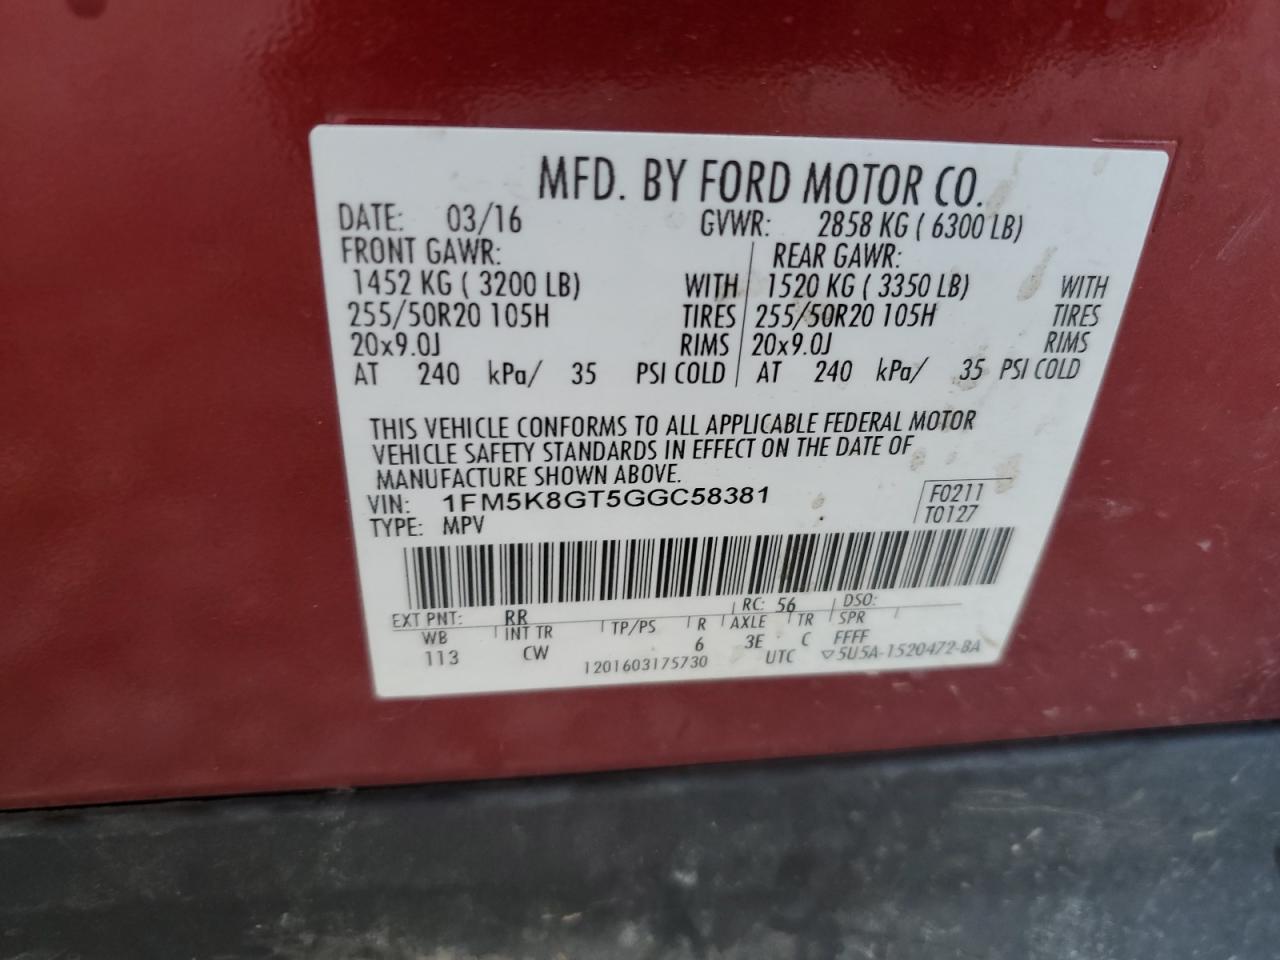 MFD. BY FORD MOTOR CO.
DATE: 03/16 GVWR: 2858 KG ( 6300 LB)
FRONT GAWR: REAR GAWR:
1452 KG ( 3200 LB) WITH 1520 KG ( 3350 LB) WITH
255/50R20 105H TIRES 255/50R20 105H TIRES
20x9.0J RIMS 20x9.0J RIMS
AT 240 kPa/ 35 PSI COLD AT 240 kPa/ 35 PSI COLD
THIS VEHICLE CONFORMS TO ALL APPLICABLE FEDERAL MOTOR
VEHICLE SAFETY STANDARDS IN EFFECT ON THE DATE OF
MANUFACTURE SHOWN ABOVE.
VIN: 1FM5K8GT5GGC58381 F0211
TYPE: MPV T0127
EXT PNT: RR RC: 56 DSO:
WB INT TR TP/PS R AXLE TR SPR
113 CW 6 3E C FFFF
1201603175730 UTC ▽5U5A-1520472-BA